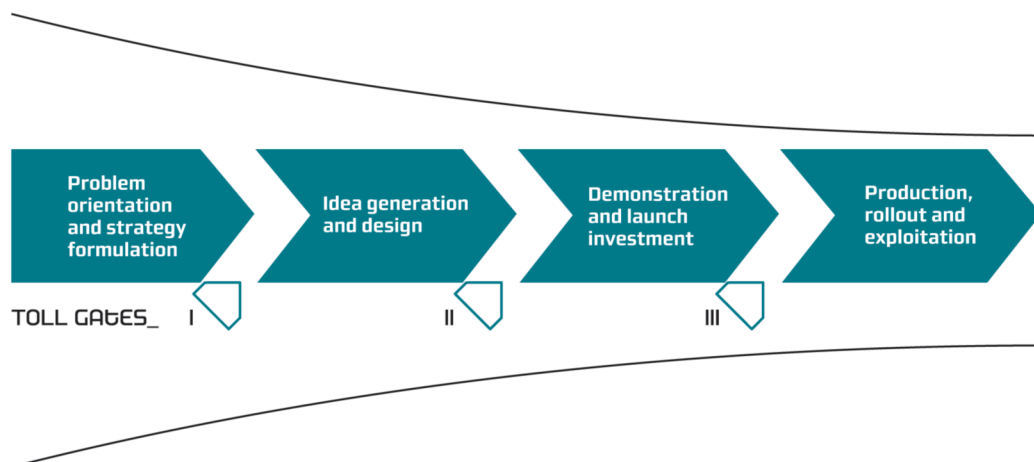 Problem
orientation
and strategy
formulation
Idea generation
and design
Demonstration
and launch
investment
Production,
rollout and
exploitation
TOLL GATES_ I II III